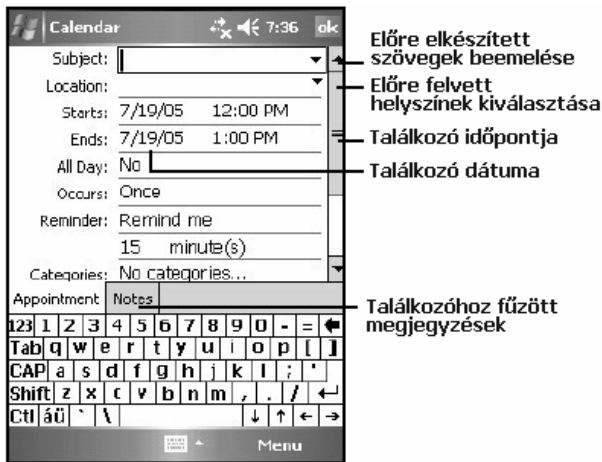 Calendar 7:36 ok
Subject:
Location:
Starts: 7/19/05 12:00 PM
Ends: 7/19/05 1:00 PM
All Day: No
Occurs: Once
Reminder: Remind me
15 minute(s)
Categories: No categories...
Appointment Notes
123 1 2 3 4 5 6 7 8 9 0 - =
Tab q w e r t y u i o p [ ]
CAP a s d f g h j k l ; '
Shift z x c v b n m , . /
Ctl áü ` \
Menu
Előre elkészített
szövegek beemelése
Előre felvett
helyszínek kiválasztása
Találkozó időpontja
Találkozó dátuma
Találkozóhoz fűzött
megjegyzések